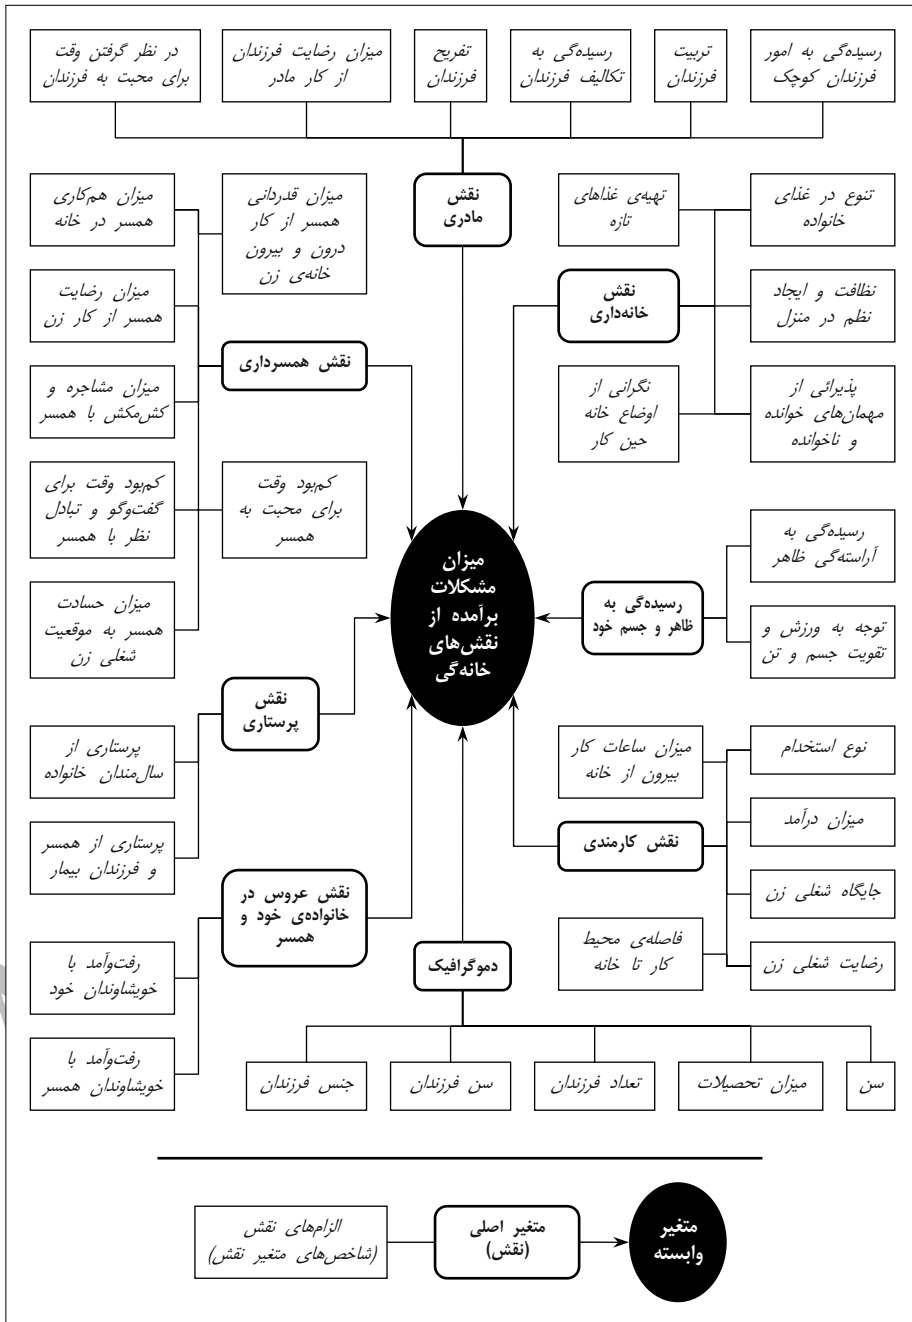 رسیده‌گی به امور
فرزندان کوچک
تربیت
فرزندان
رسیده‌گی به
تکالیف فرزندان
تفریح
فرزندان
میزان رضایت فرزندان
از کار مادر
در نظر گرفتن وقت
برای محبت به فرزندان
نقش
مادری
تنوع در غذای
خانواده
تهیه‌ی غذاهای
تازه
نقش
خانه‌داری
نظافت و ایجاد
نظم در منزل
پذیرائی از
مهمان‌های خوانده
و ناخوانده
نگرانی از
اوضاع خانه
حین کار
میزان قدردانی
همسر از کار
درون و بیرون
خانه‌ی زن
میزان هم‌کاری
همسر در خانه
میزان رضایت
همسر از کار زن
نقش همسرداری
میزان مشاجره و
کش‌مکش با همسر
کم‌بود وقت
برای محبت به
همسر
کم‌بود وقت برای
گفت‌وگو و تبادل
نظر با همسر
میزان حسادت
همسر به موقعیت
شغلی زن
میزان
مشکلات
برآمده از
نقش‌های
خانه‌گی
رسیده‌گی به
آراسته‌گی ظاهر
رسیده‌گی به
ظاهر و جسم خود
توجه به ورزش و
تقویت جسم و تن
نقش
پرستاری
پرستاری از
سال‌مندان خانواده
پرستاری از همسر
و فرزندان بیمار
نوع استخدام
میزان ساعات کار
بیرون از خانه
میزان درآمد
نقش کارمندی
جایگاه شغلی زن
رضایت شغلی زن
فاصله‌ی محیط
کار تا خانه
نقش عروس در
خانواده‌ی خود و
همسر
رفت‌وآمد با
خویشاوندان خود
رفت‌وآمد با
خویشاوندان همسر
دموگرافیک
سن
میزان تحصیلات
تعداد فرزندان
سن فرزندان
جنس فرزندان
متغیر
وابسته
متغیر اصلی
(نقش)
الزام‌های نقش
(شاخص‌های متغیر نقش)